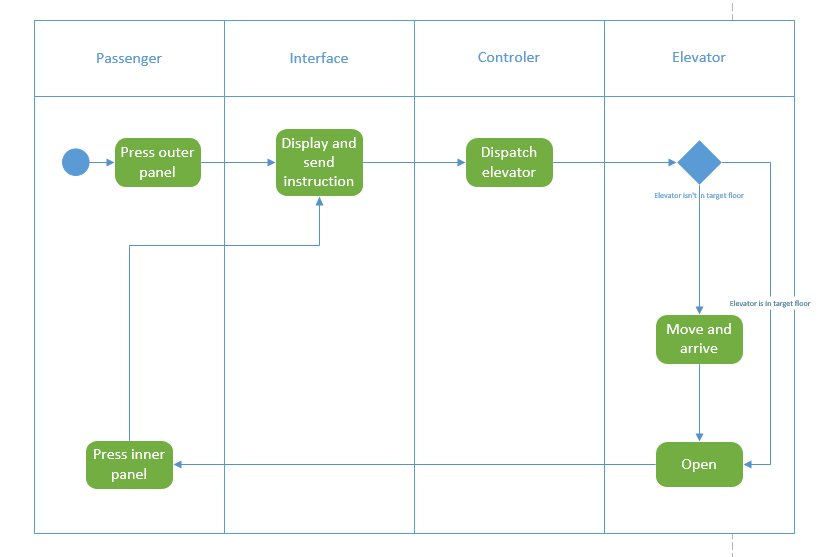 Passenger
Interface
Controler
Elevator
Press outer
panel
Display and
send
instruction
Dispatch
elevator
Elevator isn't in target floor
Elevator is in target floor
Move and
arrive
Press inner
panel
Open